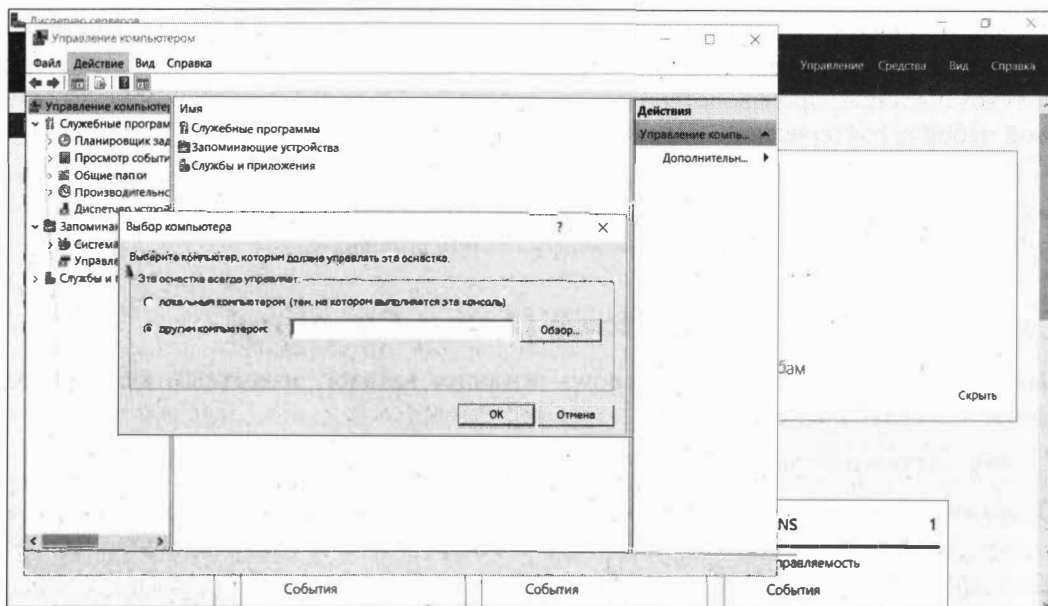 Диспетчер серверов
Управление Средства Вид Справка
Управление компьютером
Файл Действие Вид Справка
Управление компьютер
Служебные програм
Планировщик зад
Просмотр событи
Общие папки
Производительнос
Диспетчер устрой
Запоминаю
Система
Управле
Службы и п
Имя
Служебные программы
Запоминающие устройства
Службы и приложения
Действия
Управление компь...
Дополнительн...
Выбор компьютера
Выберите компьютер, которым должна управлять эта оснастка.
Эта оснастка всегда управляет:
локальным компьютером (тем, на котором выполняется эта консоль)
другим компьютером:
Обзор...
OK Отмена
бам
Скрыть
NS 1
правляемость
События События События